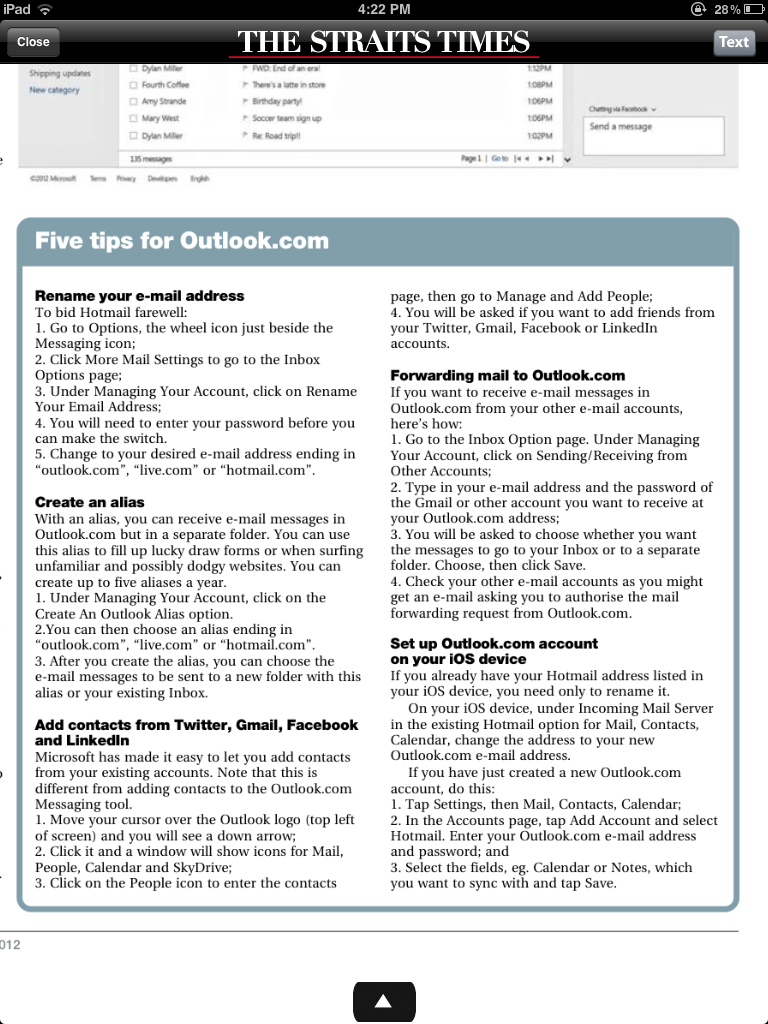 iPad
4:22 PM
28%
Close
THE STRAITS TIMES
Text
Shipping updates
New category
Dylan Miller FWD: End of an era! 1:12PM
Fourth Coffee There's a latte in store 1:08PM
Amy Strande Birthday party! 1:06PM
Mary West Soccer team sign up 1:06PM
Dylan Miller Re: Road trip!! 1:02PM
135 messages Page 1 Go to
Chatting via Facebook
Send a message
©2012 Microsoft Terms Privacy Developers English
Five tips for Outlook.com
Rename your e-mail address
To bid Hotmail farewell:
1. Go to Options, the wheel icon just beside the
Messaging icon;
2. Click More Mail Settings to go to the Inbox
Options page;
3. Under Managing Your Account, click on Rename
Your Email Address;
4. You will need to enter your password before you
can make the switch.
5. Change to your desired e-mail address ending in
“outlook.com”, “live.com” or “hotmail.com”.
Create an alias
With an alias, you can receive e-mail messages in
Outlook.com but in a separate folder. You can use
this alias to fill up lucky draw forms or when surfing
unfamiliar and possibly dodgy websites. You can
create up to five aliases a year.
1. Under Managing Your Account, click on the
Create An Outlook Alias option.
2.You can then choose an alias ending in
“outlook.com”, “live.com” or “hotmail.com”.
3. After you create the alias, you can choose the
e-mail messages to be sent to a new folder with this
alias or your existing Inbox.
Add contacts from Twitter, Gmail, Facebook
and LinkedIn
Microsoft has made it easy to let you add contacts
from your existing accounts. Note that this is
different from adding contacts to the Outlook.com
Messaging tool.
1. Move your cursor over the Outlook logo (top left
of screen) and you will see a down arrow;
2. Click it and a window will show icons for Mail,
People, Calendar and SkyDrive;
3. Click on the People icon to enter the contacts
page, then go to Manage and Add People;
4. You will be asked if you want to add friends from
your Twitter, Gmail, Facebook or LinkedIn
accounts.
Forwarding mail to Outlook.com
If you want to receive e-mail messages in
Outlook.com from your other e-mail accounts,
here's how:
1. Go to the Inbox Option page. Under Managing
Your Account, click on Sending/Receiving from
Other Accounts;
2. Type in your e-mail address and the password of
the Gmail or other account you want to receive at
your Outlook.com address;
3. You will be asked to choose whether you want
the messages to go to your Inbox or to a separate
folder. Choose, then click Save.
4. Check your other e-mail accounts as you might
get an e-mail asking you to authorise the mail
forwarding request from Outlook.com.
Set up Outlook.com account
on your iOS device
If you already have your Hotmail address listed in
your iOS device, you need only to rename it.
On your iOS device, under Incoming Mail Server
in the existing Hotmail option for Mail, Contacts,
Calendar, change the address to your new
Outlook.com e-mail address.
If you have just created a new Outlook.com
account, do this:
1. Tap Settings, then Mail, Contacts, Calendar;
2. In the Accounts page, tap Add Account and select
Hotmail. Enter your Outlook.com e-mail address
and password; and
3. Select the fields, eg. Calendar or Notes, which
you want to sync with and tap Save.
012